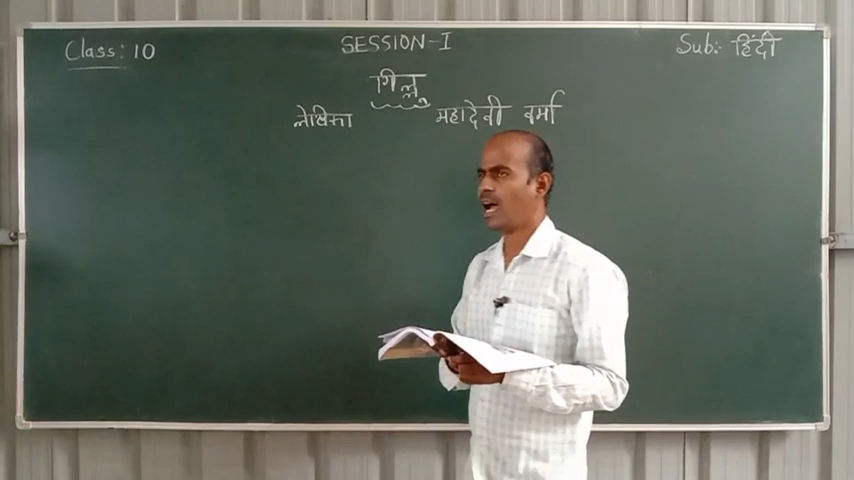 Class: 10 SESSION-I Sub:- हिंदी
गिल्लू
लेखिका महादेवी वर्मा